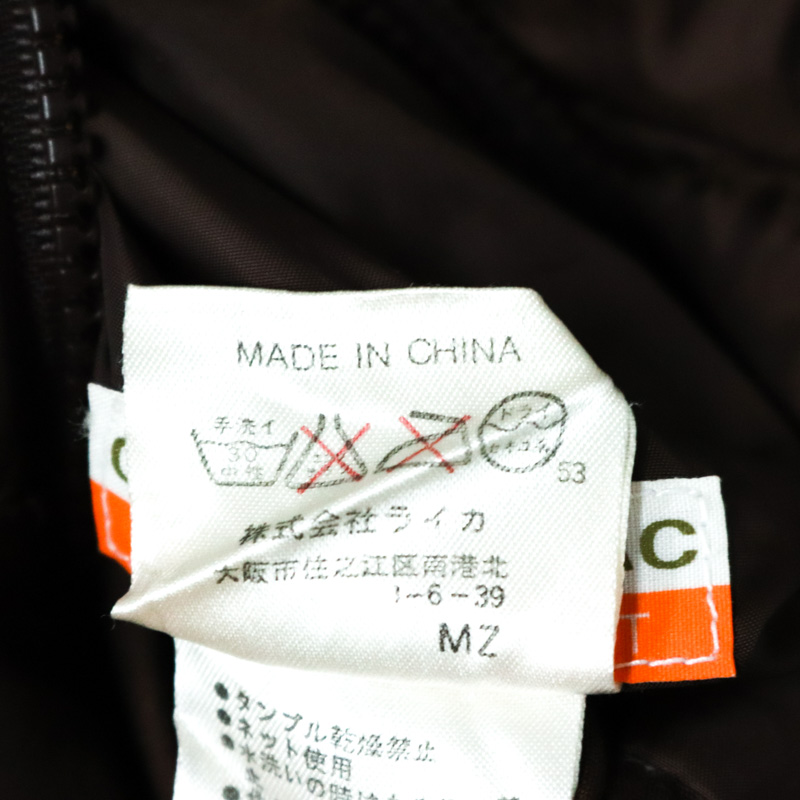 MADE IN CHINA
手洗イ
30
中性
ドライ
53
株式会社ライカ
大阪市住之江区南港北
1-6-39
MZ
AC
T
●タンブル乾燥禁止
●ネット使用
●水洗いの時は